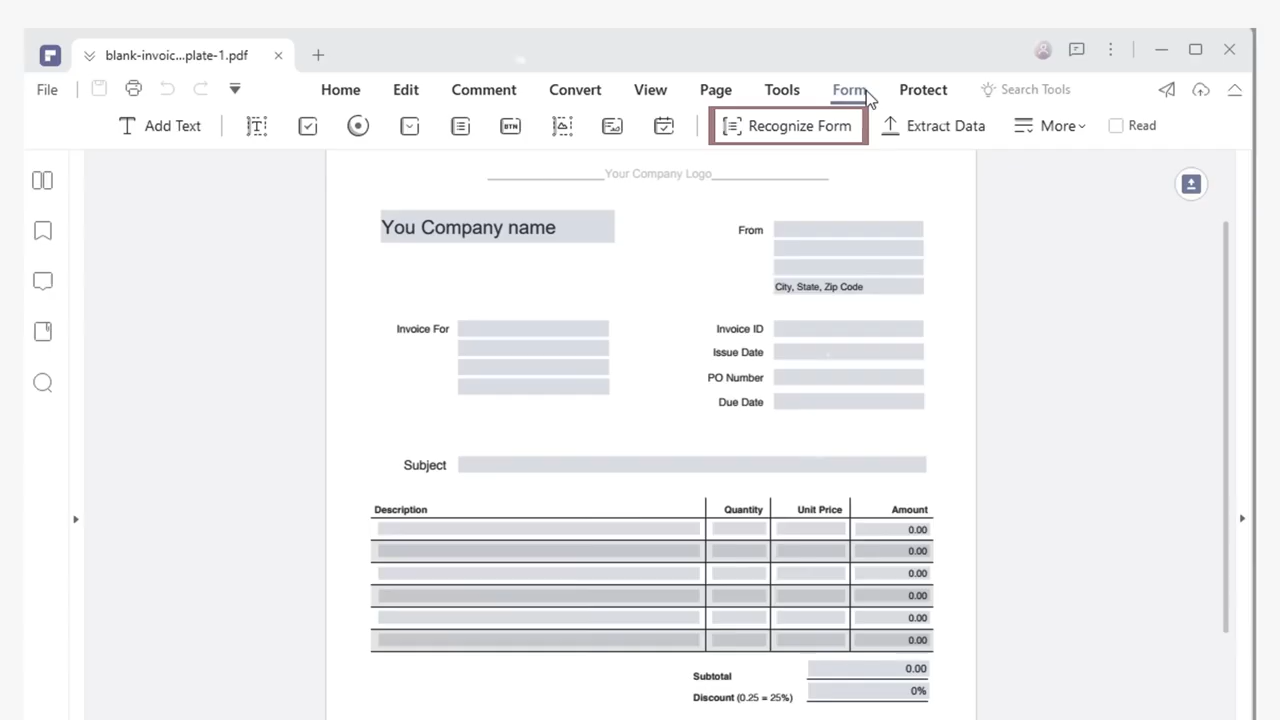 blank-invoic...plate-1.pdf
File
Home Edit Comment Convert View Page Tools Form Protect Search Tools
Add Text BTN Recognize Form Extract Data More Read
Your Company Logo
You Company name
From
City, State, Zip Code
Invoice For
Invoice ID
Issue Date
PO Number
Due Date
Subject
Description Quantity Unit Price Amount
0.00
0.00
0.00
0.00
0.00
0.00
Subtotal 0.00
Discount (0.25 = 25%) 0%